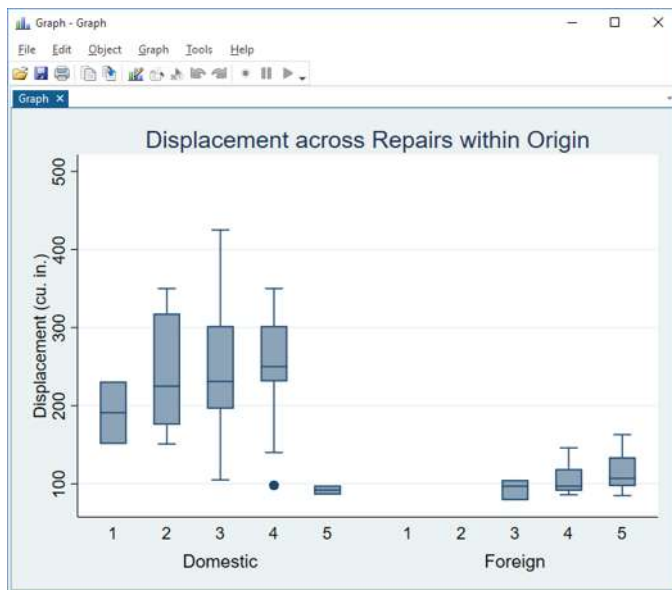 Graph - Graph
File Edit Object Graph Tools Help
Graph
Displacement across Repairs within Origin
Displacement (cu. in.)
500
400
300
200
100
1 2 3 4 5 1 2 3 4 5
Domestic Foreign